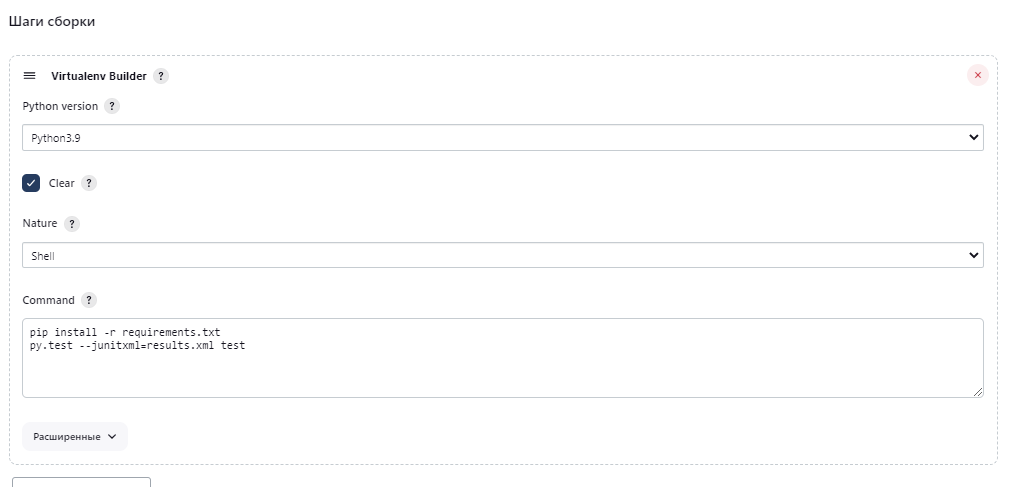 Шаги сборки
Virtualenv Builder ?
Python version ?
Python3.9
Clear ?
Nature ?
Shell
Command ?
pip install -r requirements.txt
py.test --junitxml=results.xml test
Расширенные